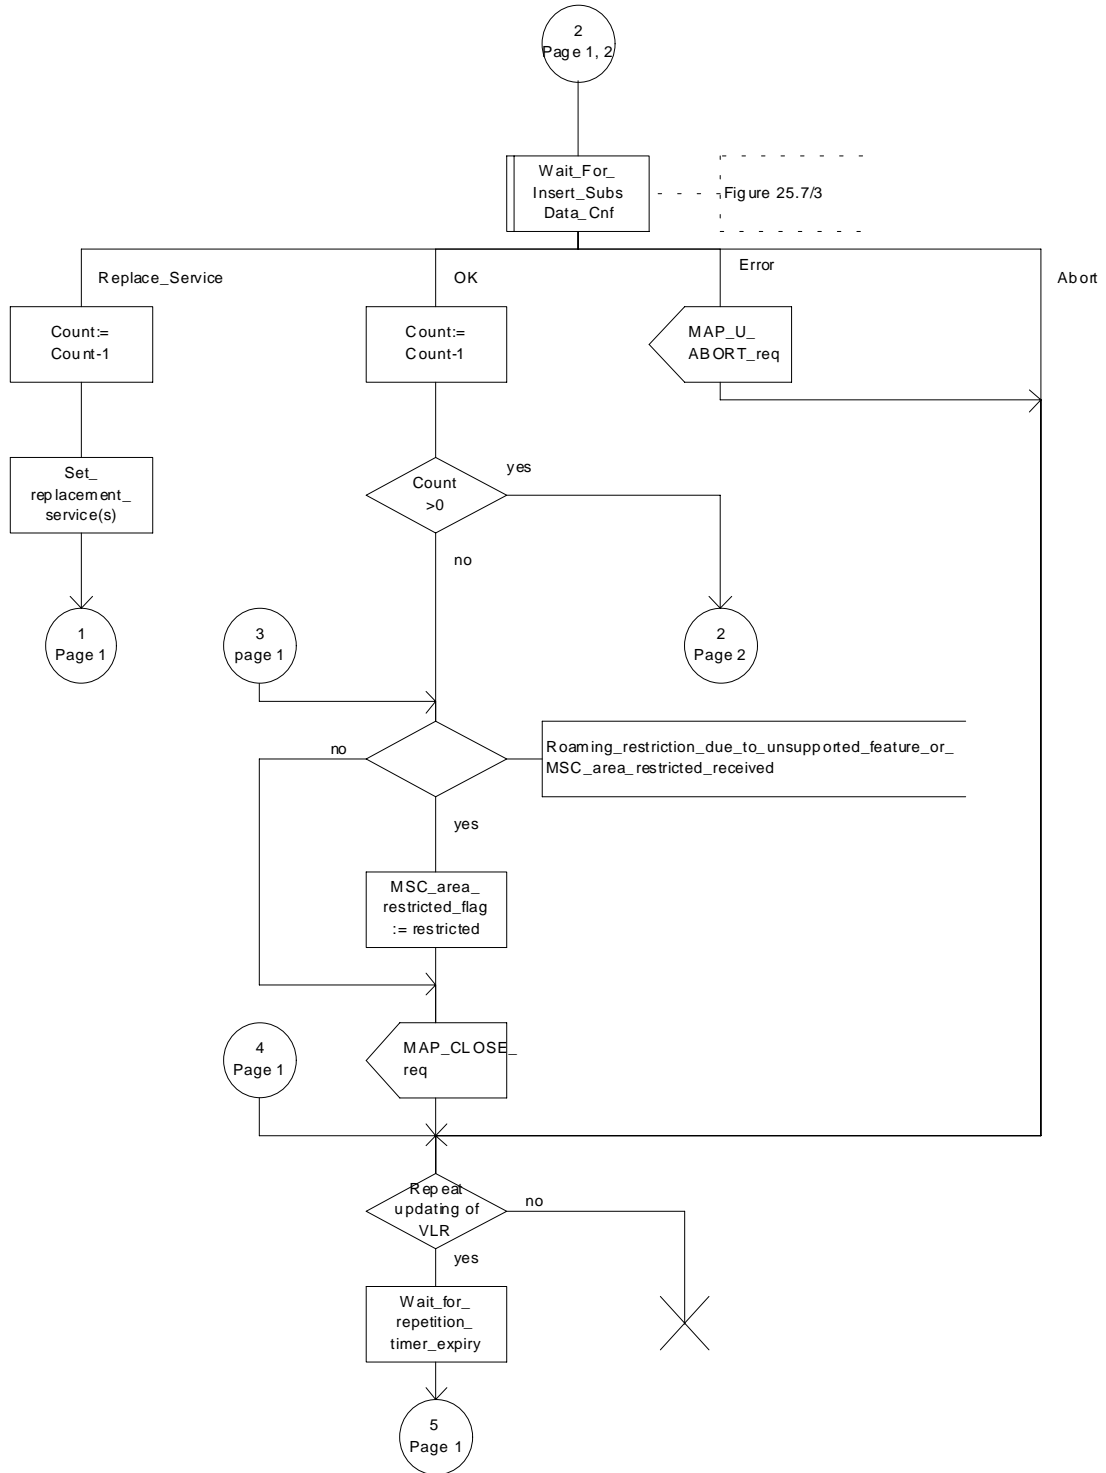 2
Page 1, 2
Wait_For_
Insert_Subs
Data_Cnf
Figure 25.7/3
Replace_Service
OK
Error
Abort
Count:=
Count-1
Count:=
Count-1
MAP_U_
ABORT_req
Set_
replacement_
service(s)
Count
>0
yes
no
1
Page 1
3
page 1
2
Page 2
no
Roaming_restriction_due_to_unsupported_feature_or_
MSC_area_restricted_received
yes
MSC_area_
restricted_flag
:= restricted
4
Page 1
MAP_CLOSE_
req
Repeat
updating of
VLR
no
yes
Wait_for_
repetition_
timer_expiry
5
Page 1